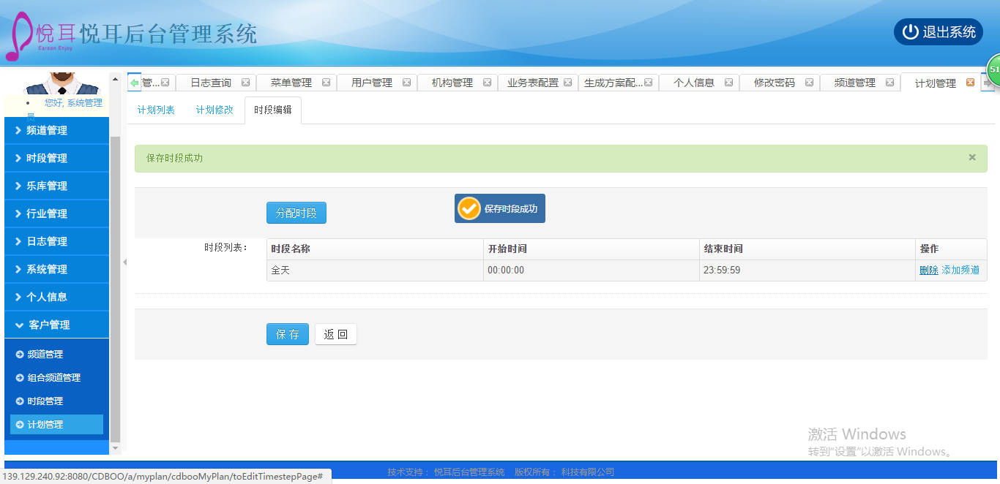 悦耳 悦耳后台管理系统
Earson Enjoy
退出系统
51
您好, 系统管理员
管... 日志查询 菜单管理 用户管理 机构管理 业务表配置 生成方案配... 个人信息 修改密码 频道管理 计划管理
计划列表 计划修改 时段编辑
频道管理
时段管理
乐库管理
行业管理
日志管理
系统管理
个人信息
客户管理
频道管理
组合频道管理
时段管理
计划管理
保存时段成功 ×
分配时段
保存时段成功
时段列表：
时段名称 开始时间 结束时间 操作
全天 00:00:00 23:59:59 删除 添加频道
保 存 返 回
激活 Windows
转到"设置"以激活 Windows。
技术支持： 悦耳后台管理系统 版权所有： 科技有限公司
139.129.240.92:8080/CDBOO/a/myplan/cdbooMyPlan/toEditTimestepPage#